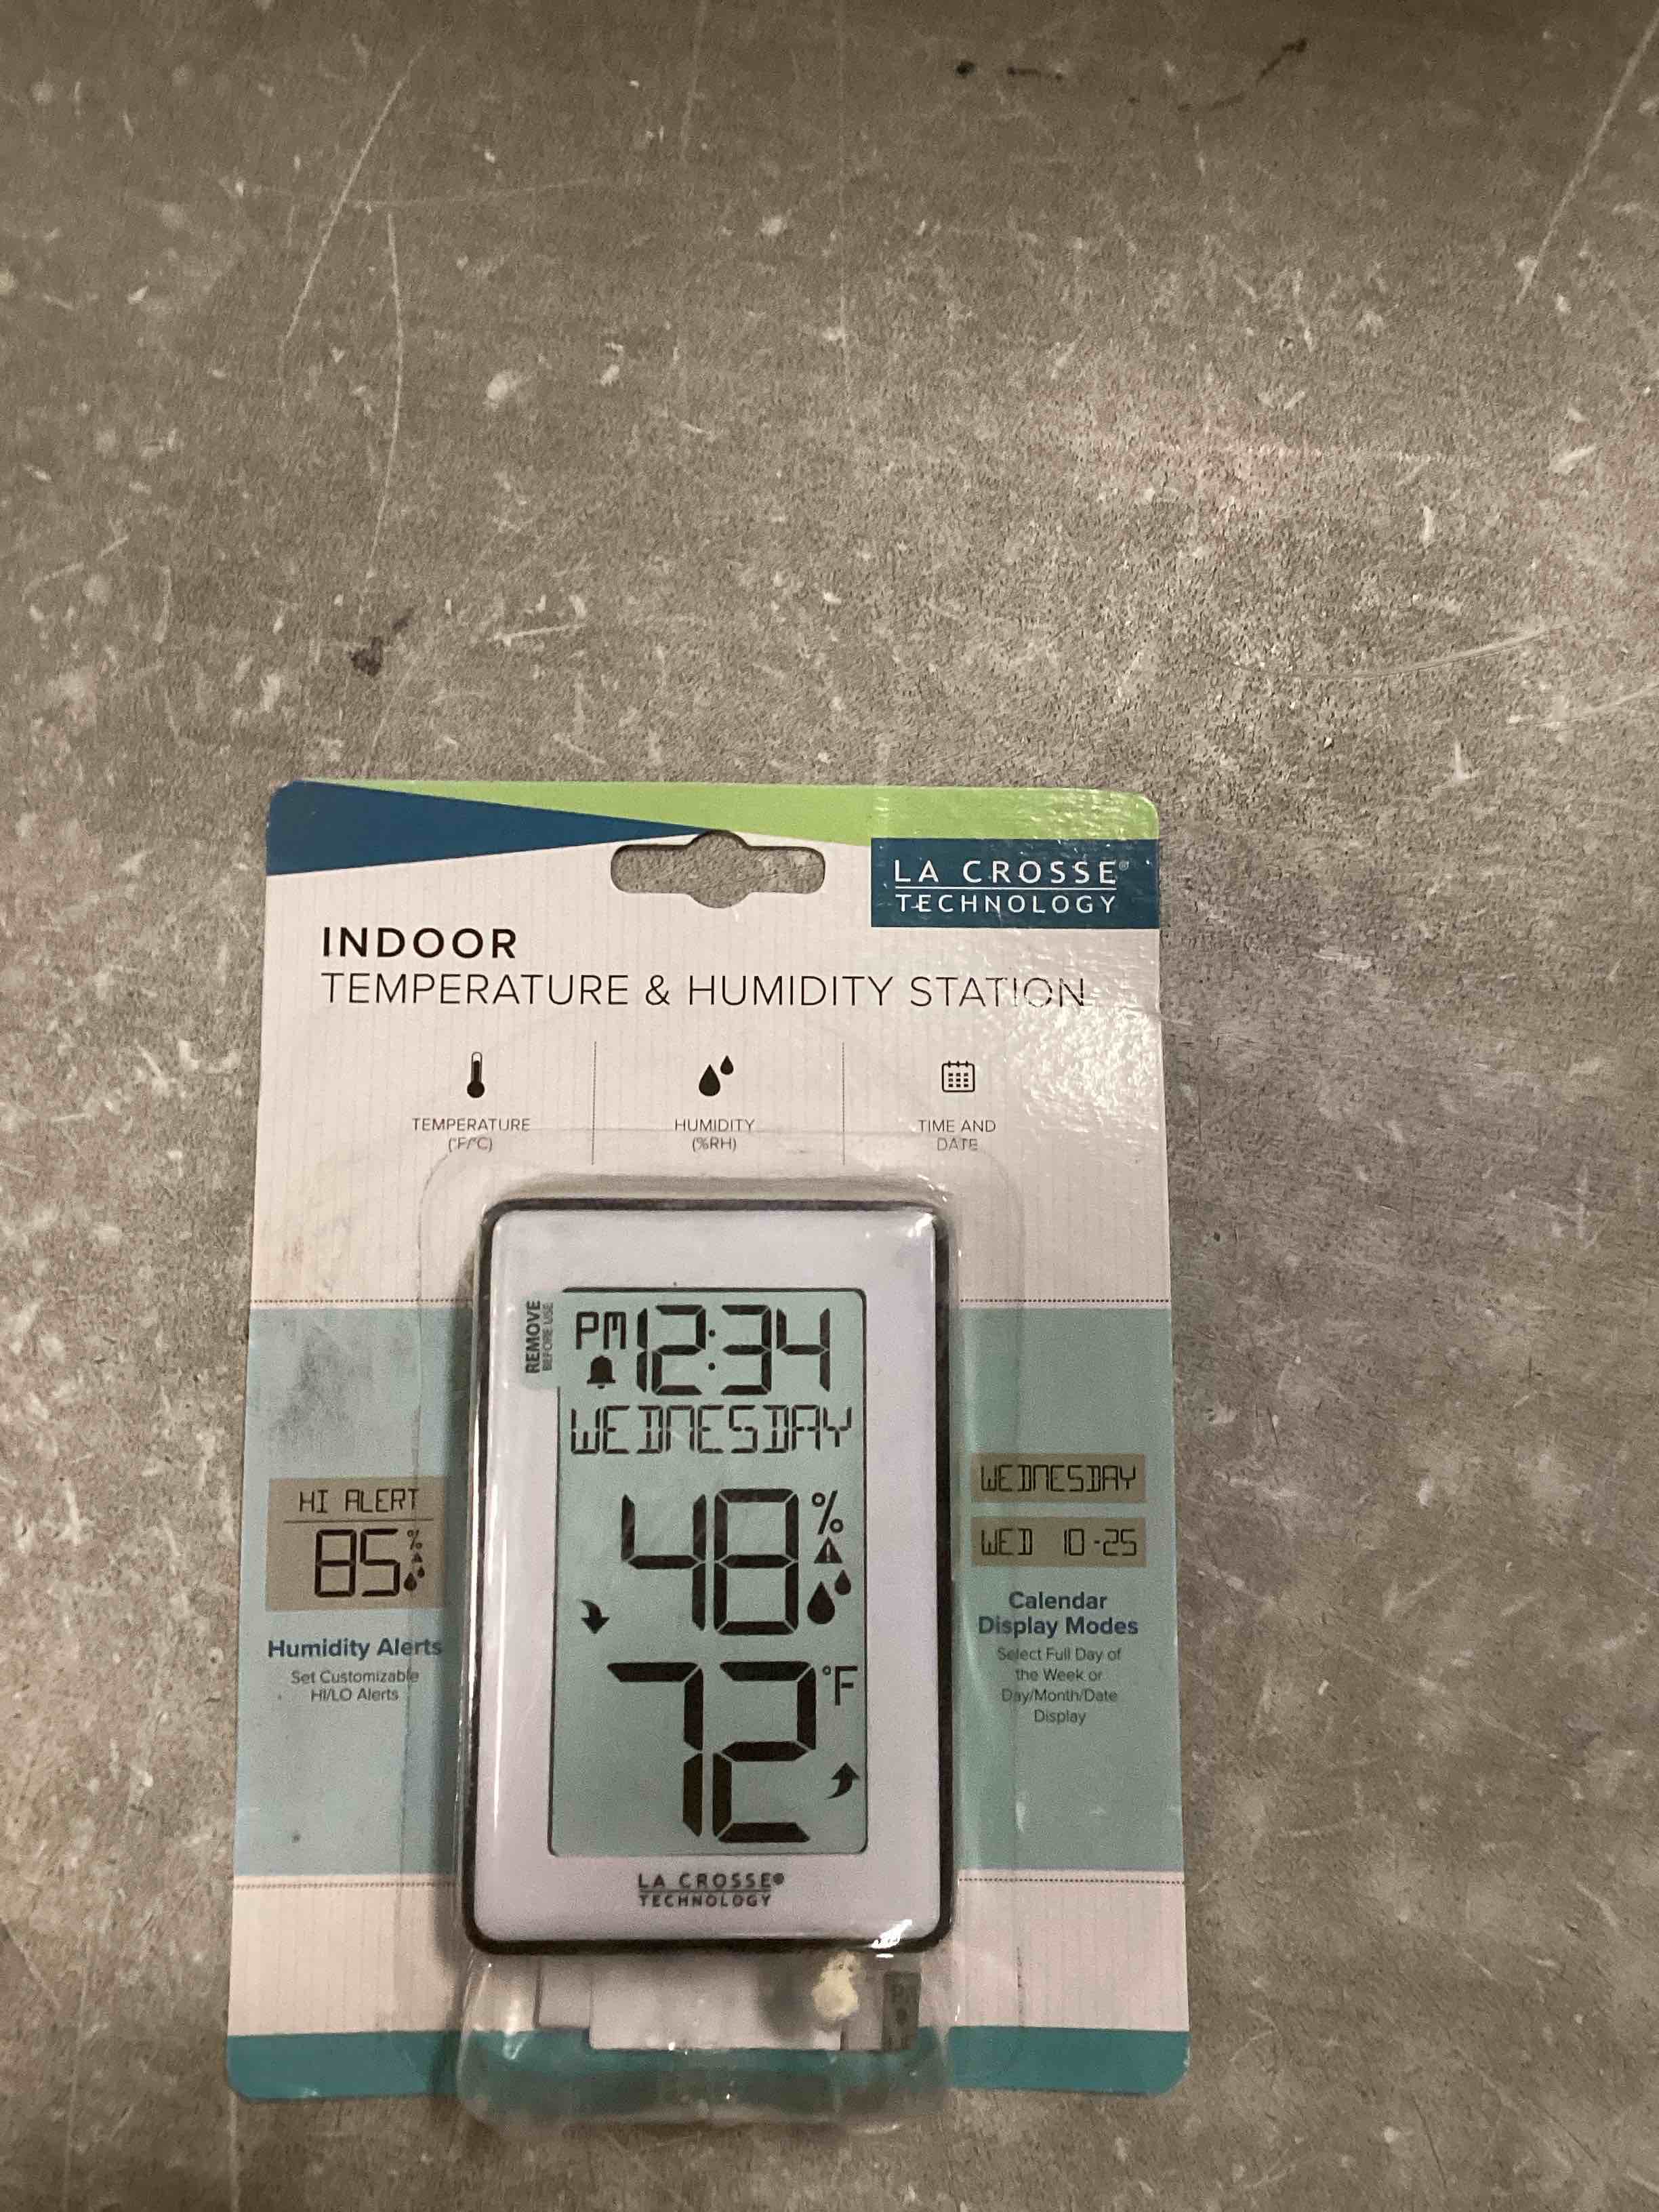 LA CROSSE®
TECHNOLOGY
INDOOR
TEMPERATURE & HUMIDITY STATION
TEMPERATURE
(°F/°C)
HUMIDITY
(%RH)
TIME AND
DATE
REMOVE
BEFORE USE
PM 12:34
WEDNESDAY
48%
72°F
LA CROSSE®
TECHNOLOGY
HI ALERT
85%
Humidity Alerts
Set Customizable
HI/LO Alerts
WEDNESDAY
WED 10-25
Calendar
Display Modes
Select Full Day of
the Week or
Day/Month/Date
Display